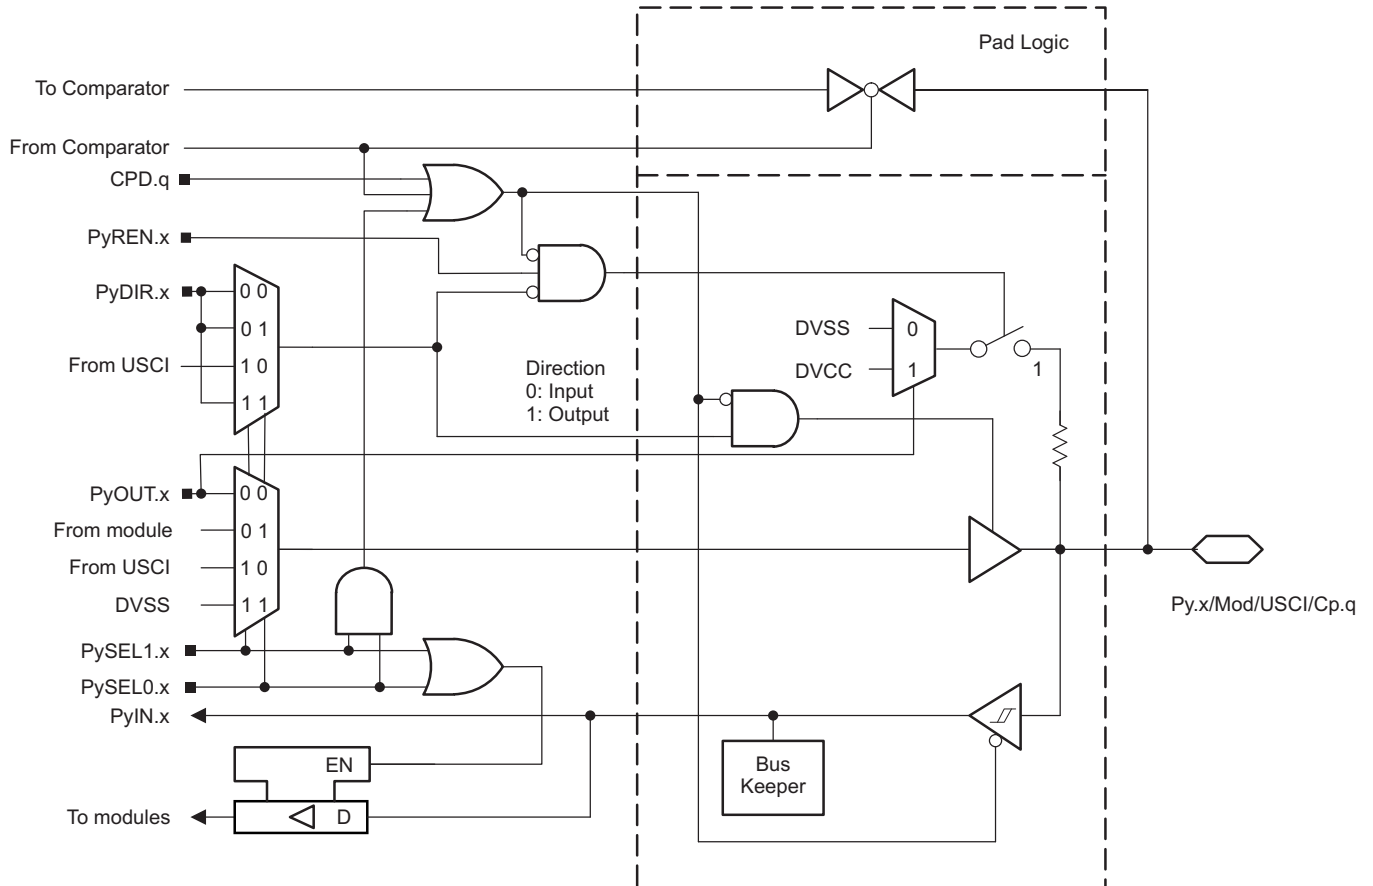 Pad Logic
To Comparator
From Comparator
CPD.q
PyREN.x
PyDIR.x
0 0
0 1
From USCI
1 0
1 1
Direction
0: Input
1: Output
DVSS
0
DVCC
1
1
PyOUT.x
0 0
From module
0 1
From USCI
1 0
DVSS
1 1
Py.x/Mod/USCI/Cp.q
PySEL1.x
PySEL0.x
PyIN.x
EN
Bus
Keeper
To modules
D